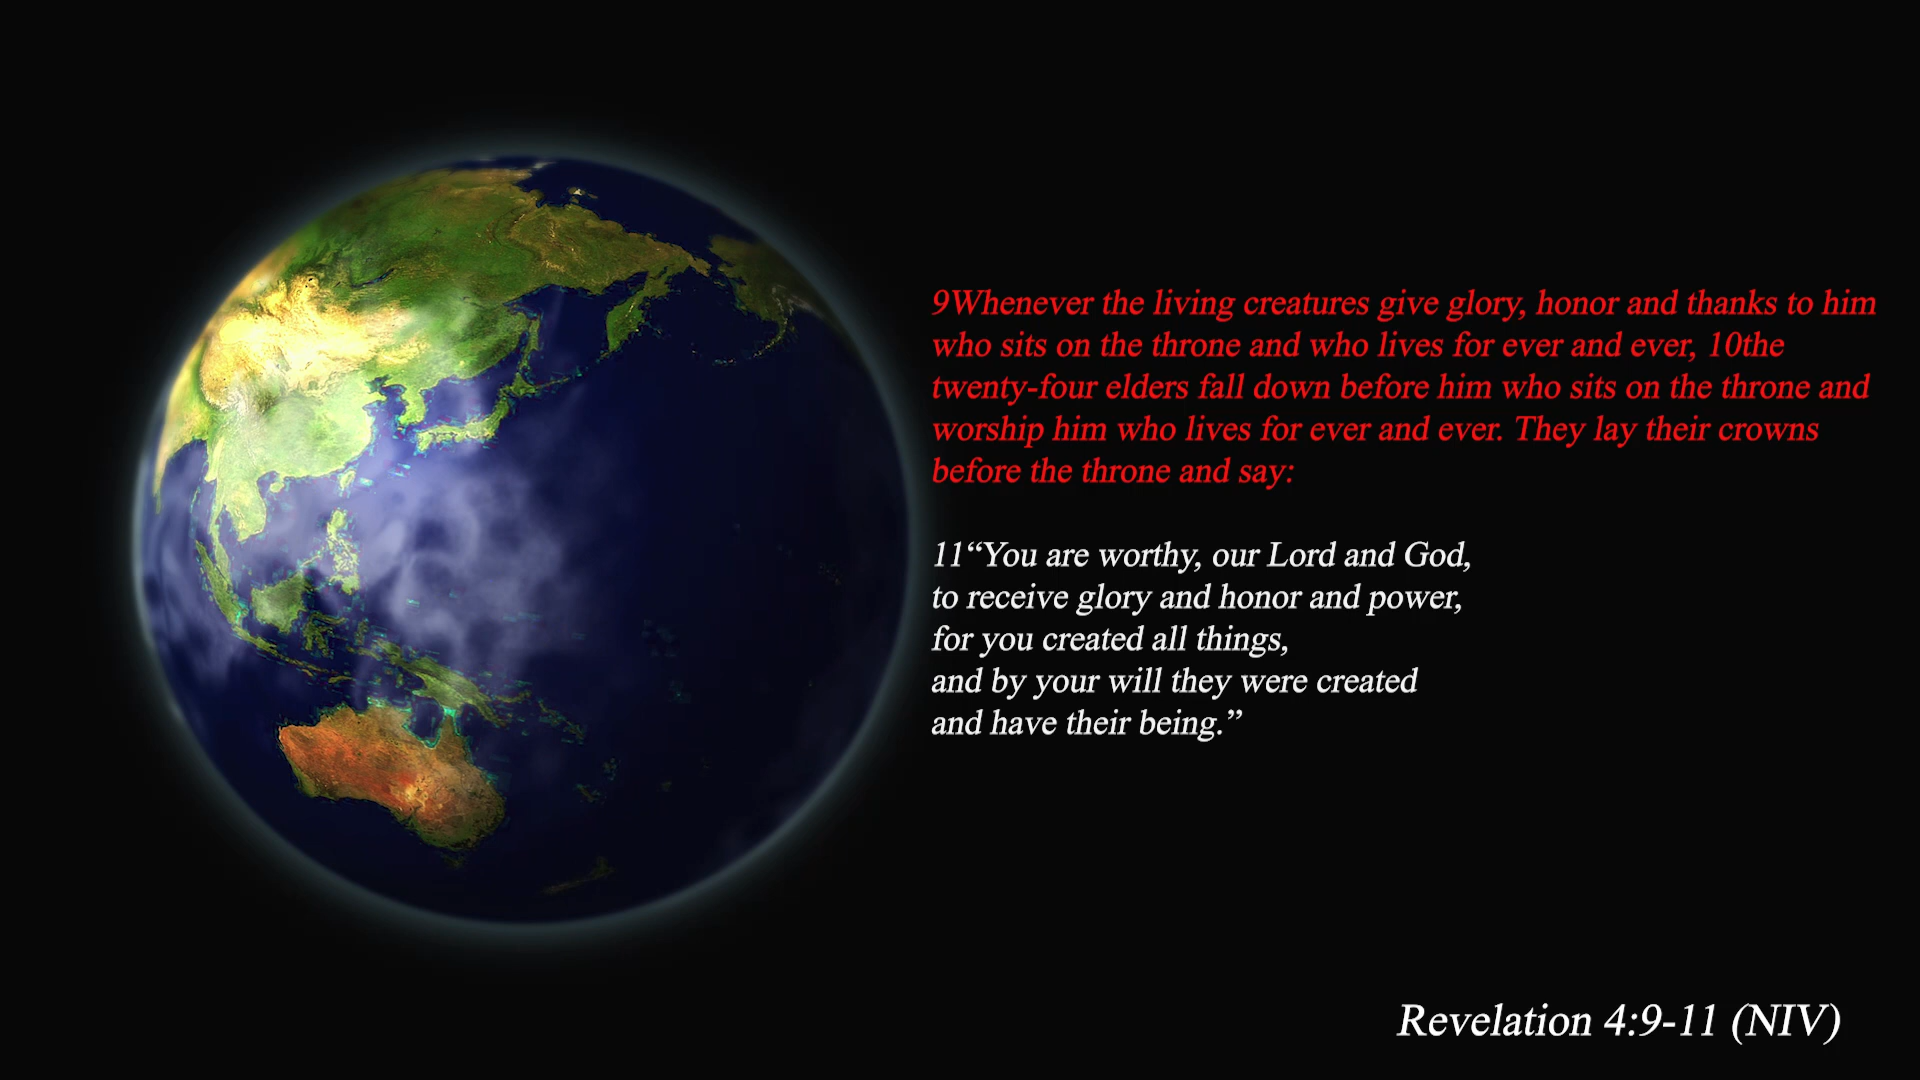 9Whenever the living creatures give glory, honor and thanks to him
who sits on the throne and who lives for ever and ever, 10the
twenty-four elders fall down before him who sits on the throne and
worship him who lives for ever and ever. They lay their crowns
before the throne and say:
11“You are worthy, our Lord and God,
to receive glory and honor and power,
for you created all things,
and by your will they were created
and have their being.”
Revelation 4:9-11 (NIV)